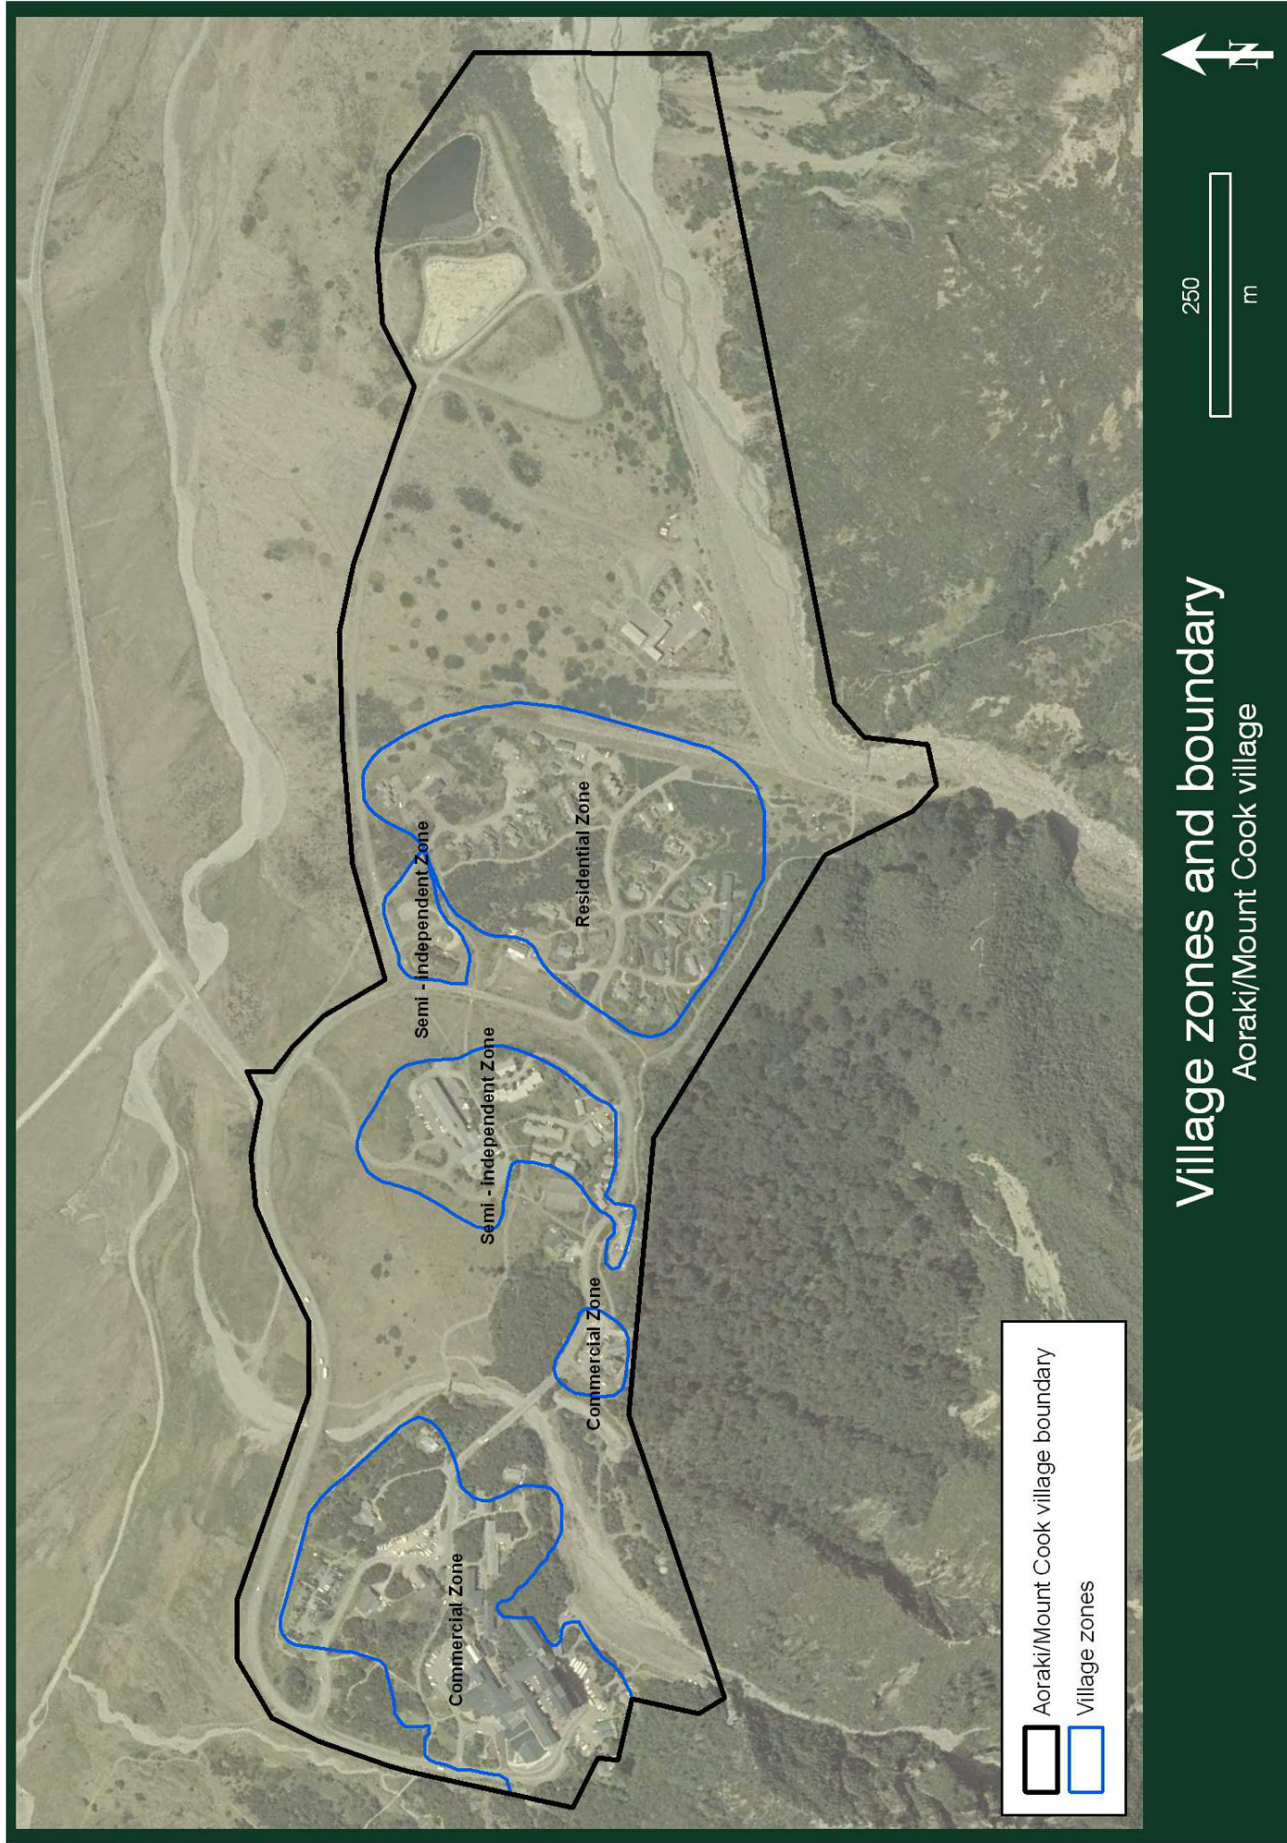 Semi - independent Zone
Residential Zone
Semi - independent Zone
Commercial Zone
Commercial Zone
Aoraki/Mount Cook village boundary
Village zones
Village zones and boundary
Aoraki/Mount Cook village
250
m
N